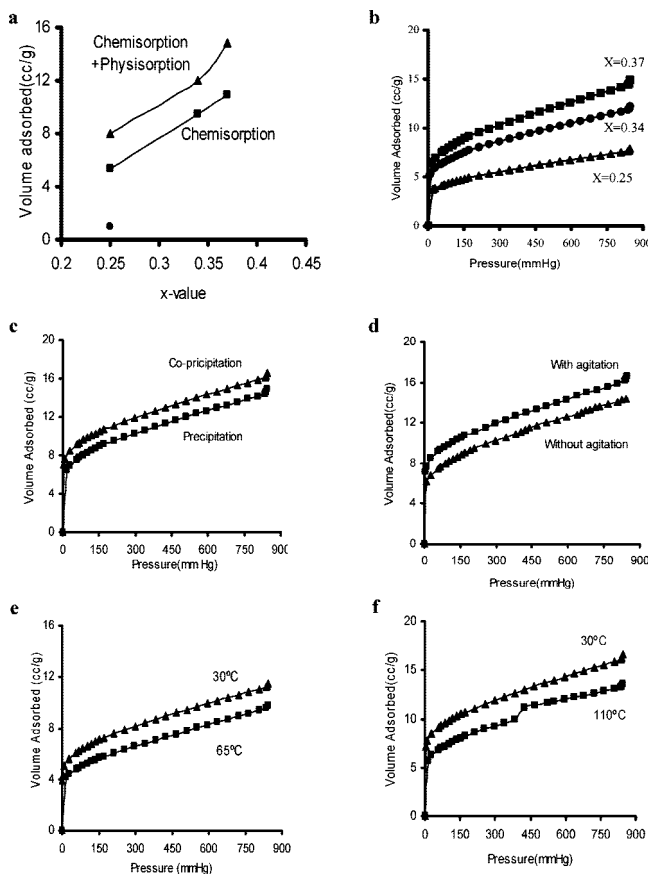 a
Volume adsorbed(cc/g)
16
12
8
4
0
Chemisorption
+Physisorption
Chemisorption
0.2 0.25 0.3 0.35 0.4 0.45
x-value
b
Volume Adsorbed (cc/g)
20
15
10
5
0
X=0.37
X=0.34
X=0.25
0 150 300 450 600 750 900
Pressure(mmHg)
c
Volume Adsorbed (cc/g)
20
16
12
8
4
0
Co-pricipitation
Precipitation
0 150 300 450 600 750 900
Pressure(mm Hg)
d
Volume Adsorbed(cc/g)
20
16
12
8
4
0
With agitation
Without agitation
0 150 300 450 600 750 900
Pressure(mmHg)
e
Volume Adsorbed (cc/g)
16
12
8
4
0
30ºC
65ºC
0 150 300 450 600 750 900
Pressure (mmHg)
f
Volume Adsorbed(cc/g)
20
15
10
5
0
30ºC
110ºC
0 150 300 450 600 750 900
Pressure (mmHg)